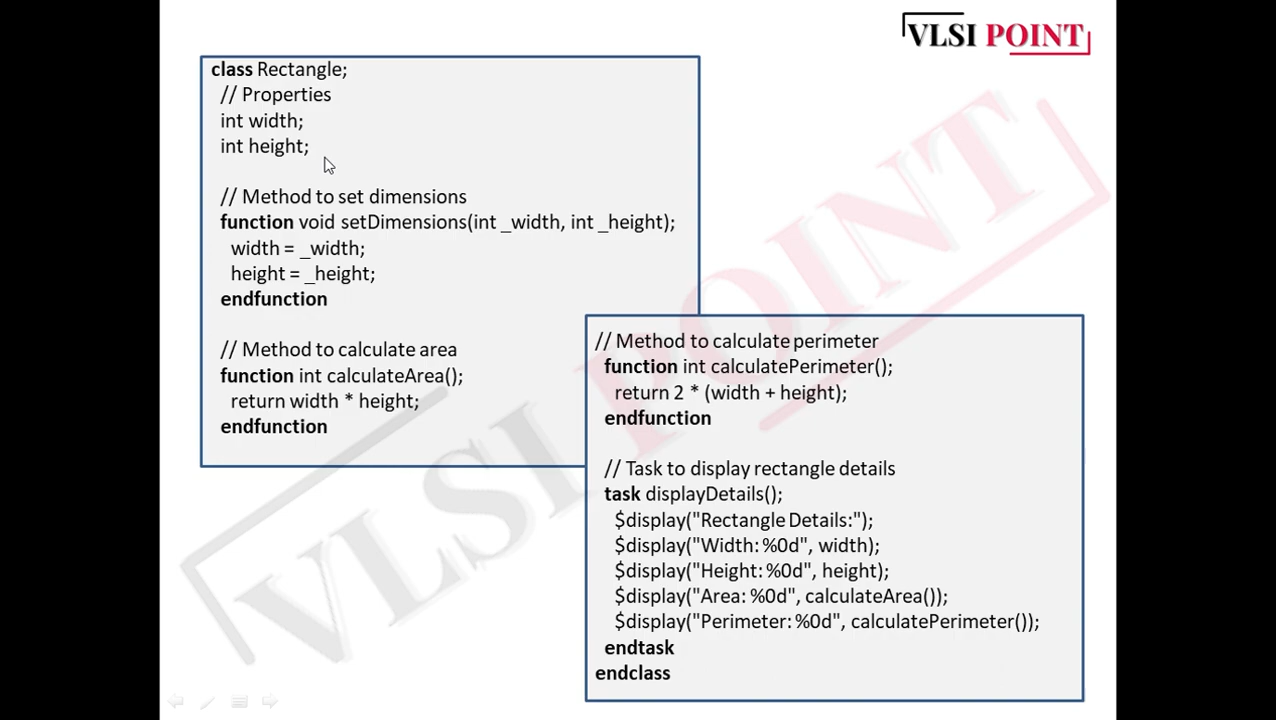 VLSI POINT
class Rectangle;
// Properties
int width;
int height;
// Method to set dimensions
function void setDimensions(int _width, int _height);
width = _width;
height = _height;
endfunction
// Method to calculate area
function int calculateArea();
return width * height;
endfunction
// Method to calculate perimeter
function int calculatePerimeter();
return 2 * (width + height);
endfunction
// Task to display rectangle details
task displayDetails();
$display("Rectangle Details:");
$display("Width: %0d", width);
$display("Height: %0d", height);
$display("Area: %0d", calculateArea());
$display("Perimeter: %0d", calculatePerimeter());
endtask
endclass
VLSI POINT